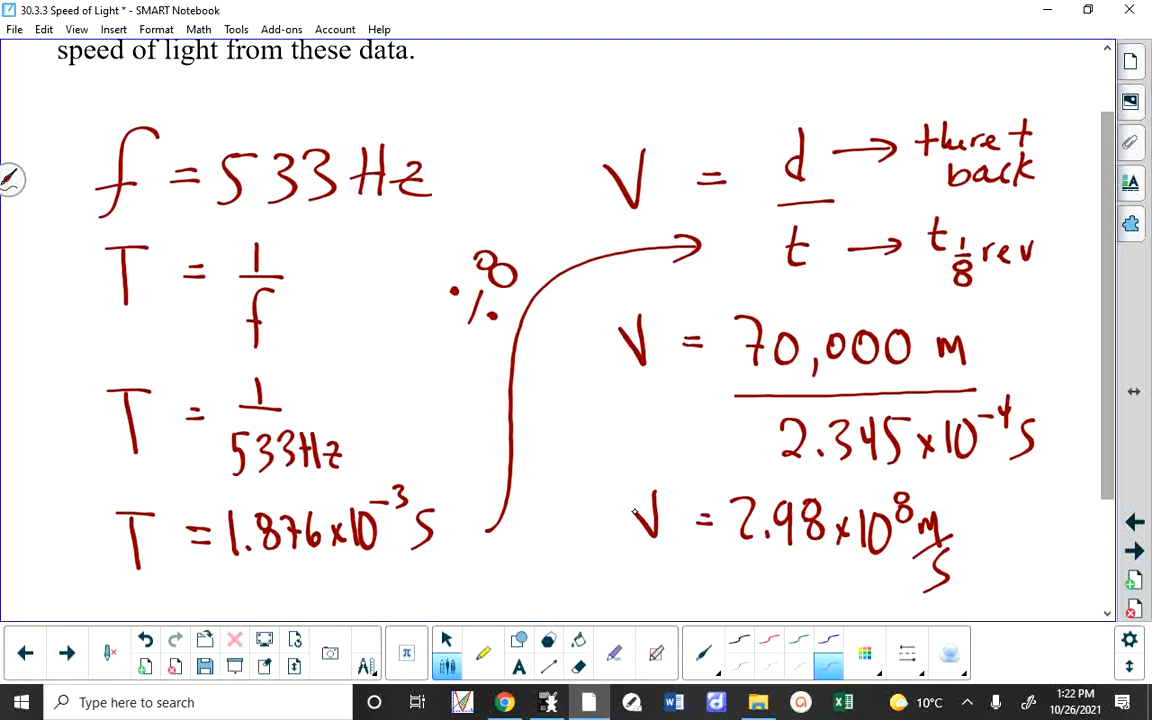 30.3.3 Speed of Light * - SMART Notebook
File Edit View Insert Format Math Tools Add-ons Account Help
speed of light from these data.
f = 533 Hz
T = 1/f
T = 1/533Hz
T = 1.876×10⁻³ s
% 8
V = d/t
d → there + back
t → t 1/8 rev
V = 70,000 m / 2.345×10⁻⁴ s
V = 2.98×10⁸ m/s
π
A
Type here to search
10°C
1:22 PM
10/26/2021